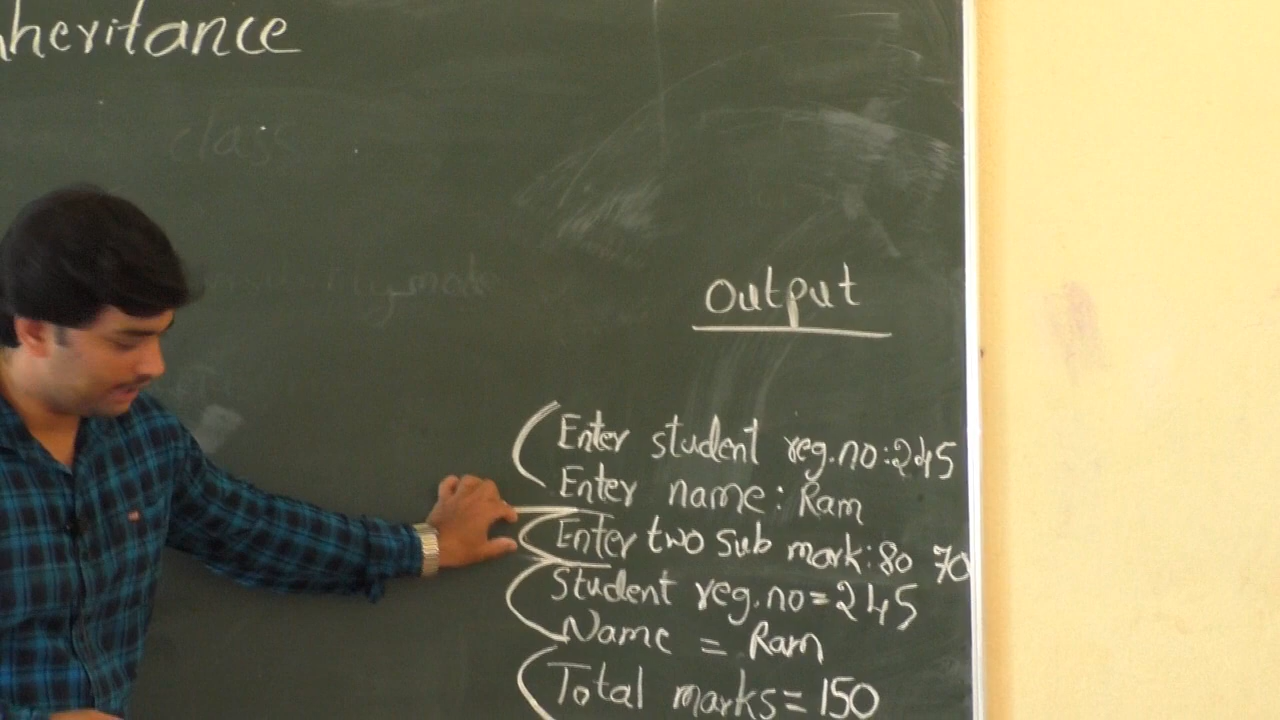 nheritance
class
Output
Enter student reg.no:245
Enter name: Ram
Enter two sub mark:80 70
Student reg.no=245
Name = Ram
Total marks=150